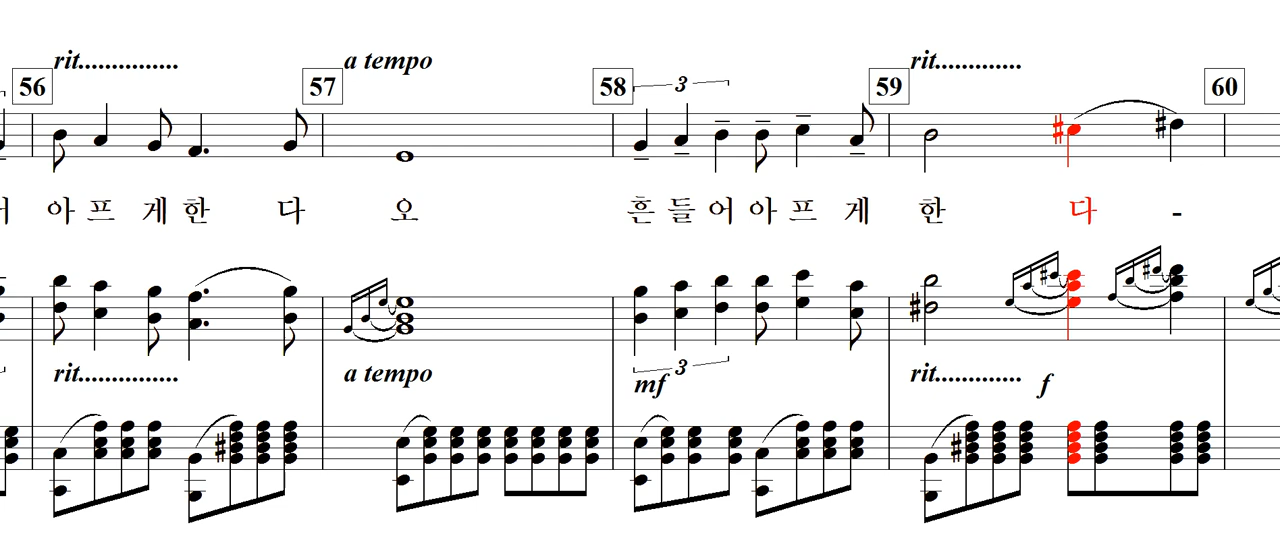 rit...............
a tempo
rit.............
56
57
58
3
59
60
아프게한 다 오 흔들어아프게 한 다 -
rit...............
a tempo
3
mf
rit.............
f